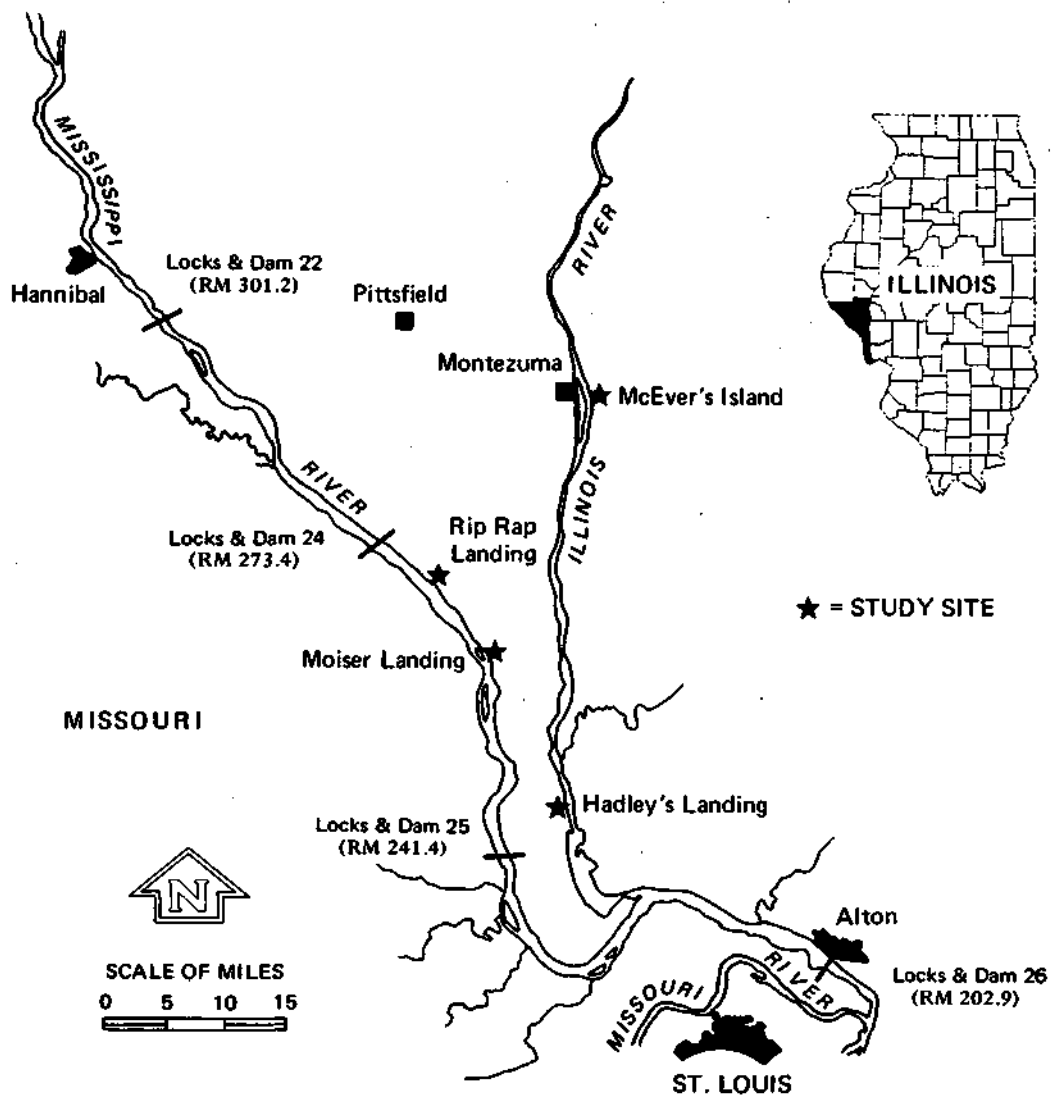 MISSISSIPPI
RIVER
Hannibal
Locks & Dam 22
(RM 301.2)
Pittsfield
RIVER
ILLINOIS
Montezuma
McEver's Island
ILLINOIS
Locks & Dam 24
(RM 273.4)
Rip Rap
Landing
★ = STUDY SITE
Moiser Landing
MISSOURI
Hadley's Landing
Locks & Dam 25
(RM 241.4)
N
SCALE OF MILES
0 5 10 15
Alton
Locks & Dam 26
(RM 202.9)
MISSOURI RIVER
ST. LOUIS